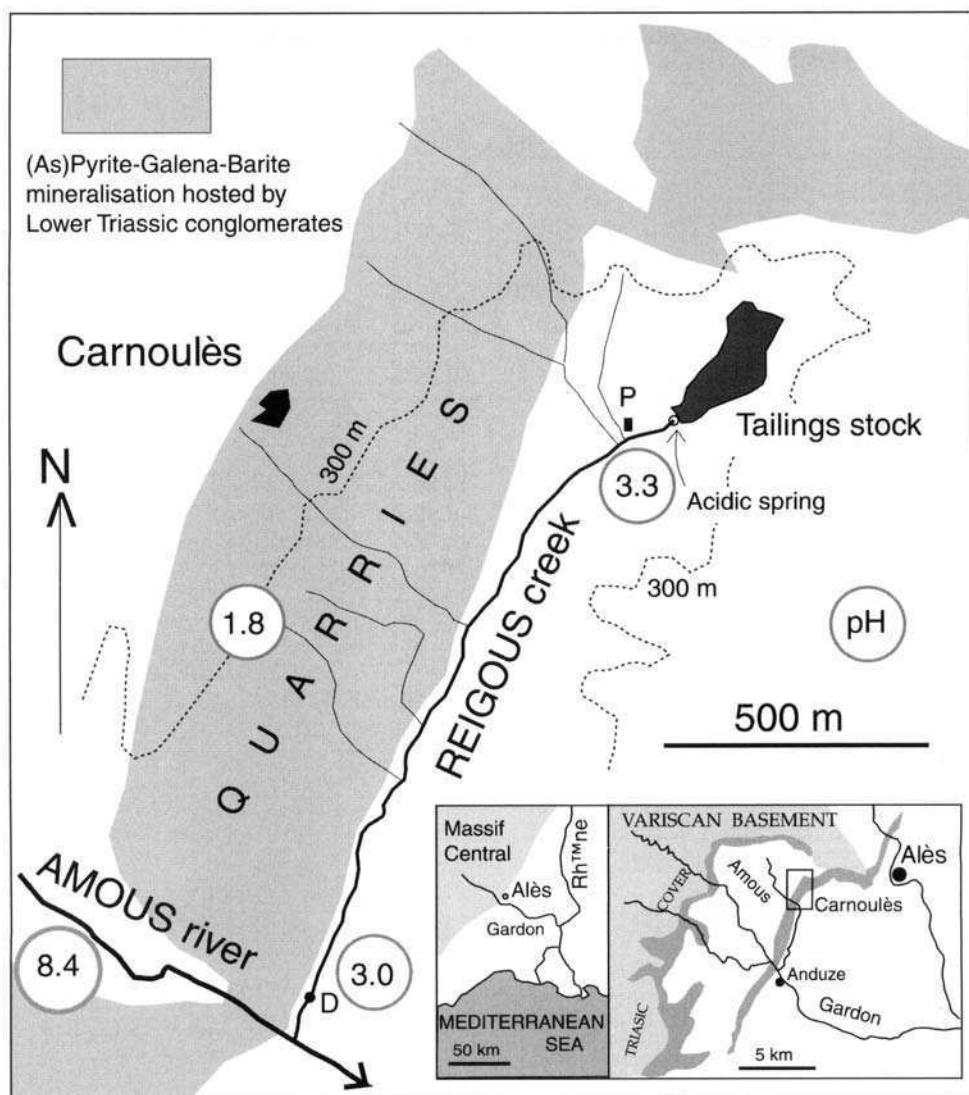 (As)Pyrite-Galena-Barite
mineralisation hosted by
Lower Triassic conglomerates
Carnoulès
N
300 m
QUARRIES
P
Tailings stock
3.3
Acidic spring
REIGOUS creek
300 m
1.8
pH
500 m
AMOUS river
8.4
D
3.0
Massif
Central
Rh™ne
Alès
Gardon
MEDITERRANEAN
SEA
50 km
VARISCAN BASEMENT
Alès
COVER
Amous
Carnoulès
Anduze
Gardon
TRIASIC
5 km